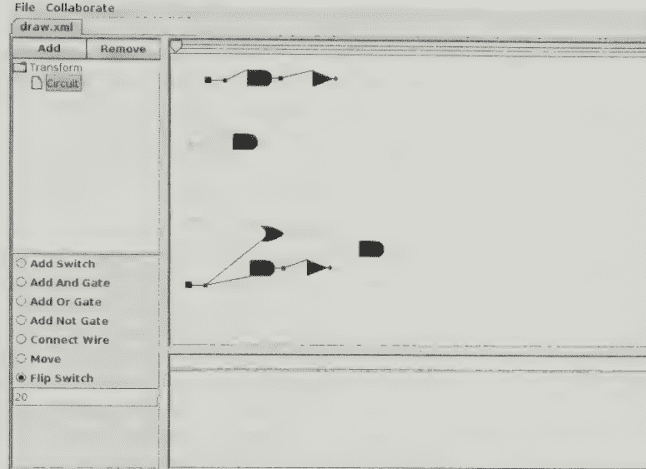 File Collaborate
draw.xml
Add Remove
Transform
Circuit
Add Switch
Add And Gate
Add Or Gate
Add Not Gate
Connect Wire
Move
Flip Switch
20